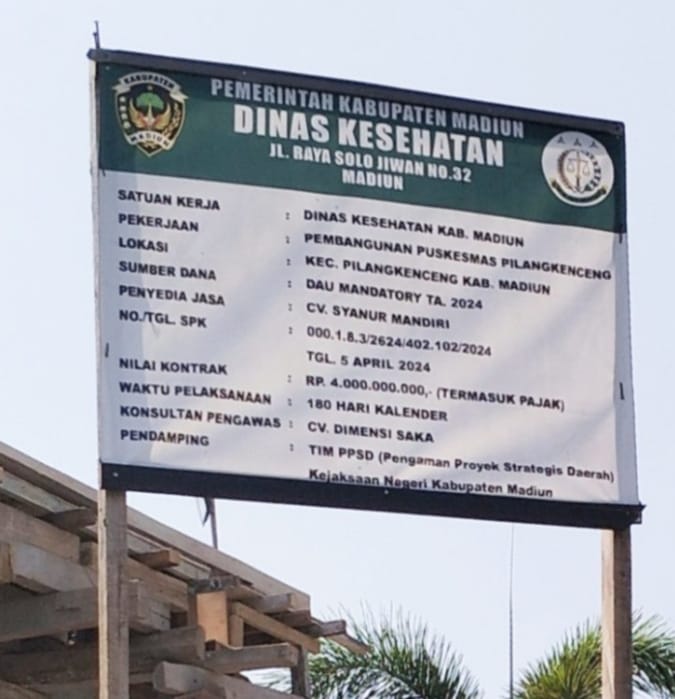 KABUPATEN
MADIUN
PEMERINTAH KABUPATEN MADIUN
DINAS KESEHATAN
JL. RAYA SOLO JIWAN NO.32
MADIUN
SATUAN KERJA : DINAS KESEHATAN KAB. MADIUN
PEKERJAAN : PEMBANGUNAN PUSKESMAS PILANGKENCENG
LOKASI : KEC. PILANGKENCENG KAB. MADIUN
SUMBER DANA : DAU MANDATORY TA. 2024
PENYEDIA JASA : CV. SYANUR MANDIRI
NO./TGL. SPK : 000.1.8.3/2624/402.102/2024
TGL. 5 APRIL 2024
NILAI KONTRAK : RP. 4.000.000.000,- (TERMASUK PAJAK)
WAKTU PELAKSANAAN : 180 HARI KALENDER
KONSULTAN PENGAWAS : CV. DIMENSI SAKA
PENDAMPING : TIM PPSD (Pengaman Proyek Strategis Daerah)
Kejaksaan Negeri Kabupaten Madiun